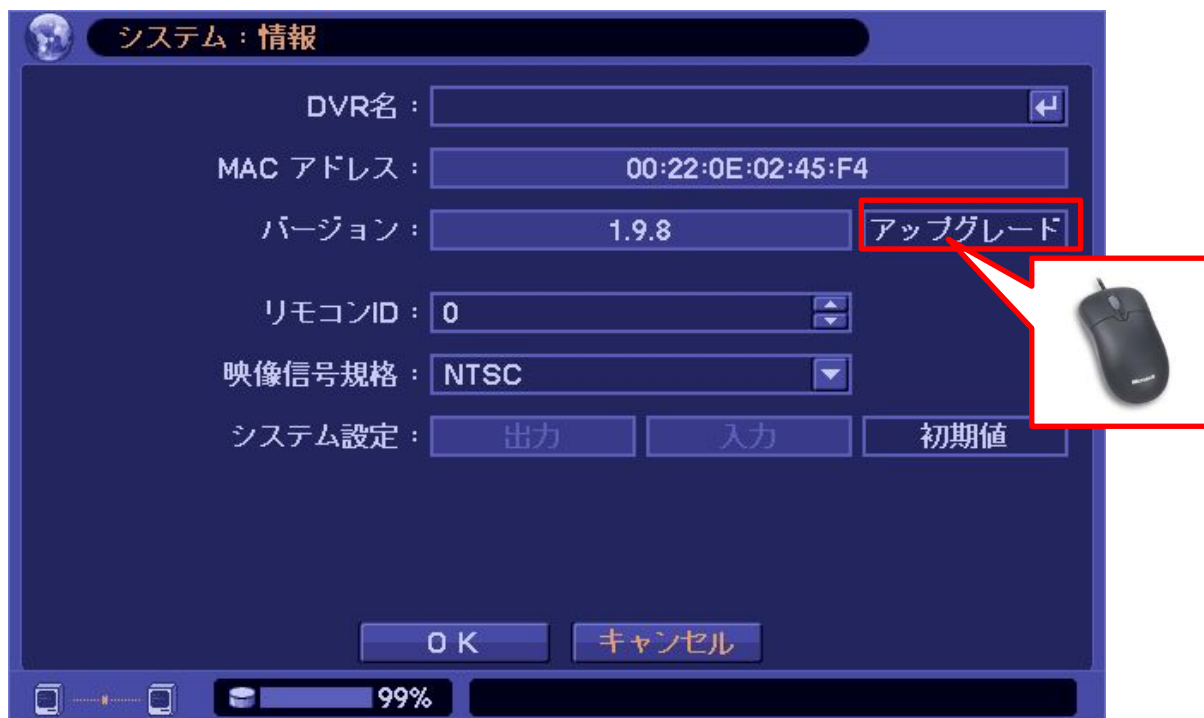 システム：情報
DVR名：
MAC アドレス： 00:22:0E:02:45:F4
バージョン： 1.9.8 アップグレード
リモコンID： 0
映像信号規格： NTSC
システム設定： 出力 入力 初期値
OK キャンセル
99%